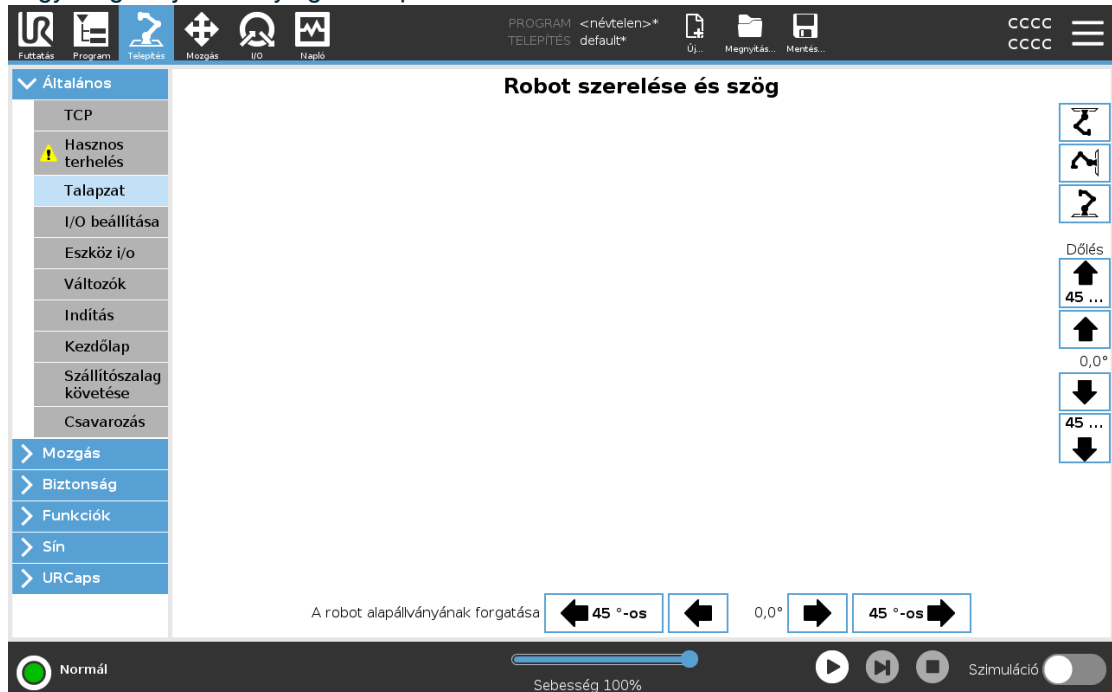 PROGRAM <névtelen>*
TELEPÍTÉS default*
cccc
cccc
UR
Futtatás Program Telepítés Mozgás I/O Napló Új... Megnyitás... Mentés...
Általános
TCP
Hasznos
terhelés
Talapzat
I/O beállítása
Eszköz i/o
Változók
Indítás
Kezdőlap
Szállítószalag
követése
Csavarozás
Mozgás
Biztonság
Funkciók
Sín
URCaps
Robot szerelése és szög
Dőlés
45 ...
0,0°
45 ...
A robot alapállványának forgatása 45 °-os 0,0° 45 °-os
Normál
Sebesség 100%
Szimuláció